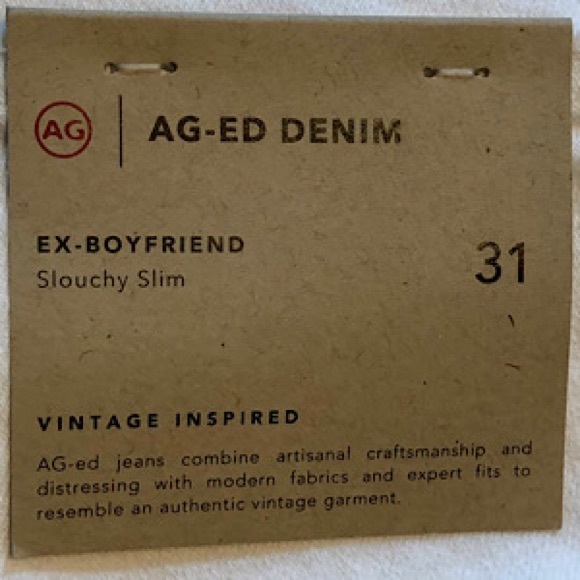 AG | AG-ED DENIM
EX-BOYFRIEND
Slouchy Slim
31
VINTAGE INSPIRED
AG-ed jeans combine artisanal craftsmanship and
distressing with modern fabrics and expert fits to
resemble an authentic vintage garment.